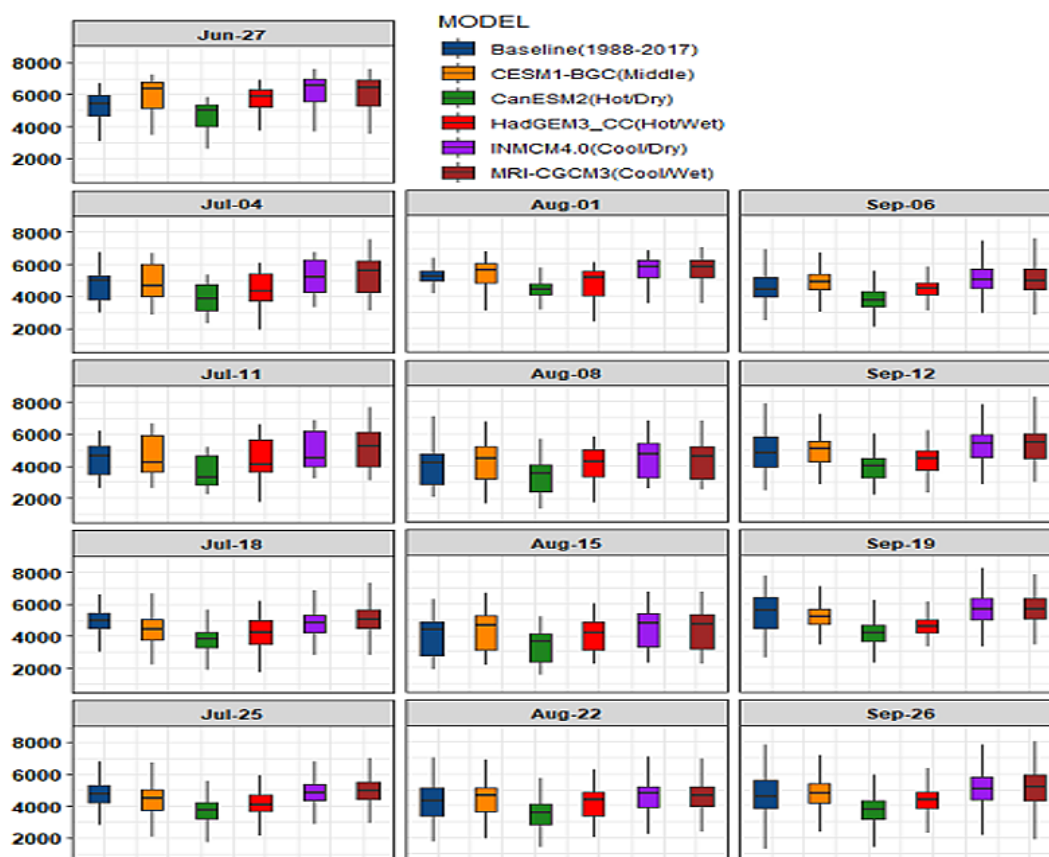 MODEL
Baseline(1988-2017)
CESM1-BGC(Middle)
CanESM2(Hot/Dry)
HadGEM3_CC(Hot/Wet)
INMCM4.0(Cool/Dry)
MRI-CGCM3(Cool/Wet)
Jun-27
8000
6000
4000
2000
Jul-04 Aug-01 Sep-06
8000
6000
4000
2000
Jul-11 Aug-08 Sep-12
8000
6000
4000
2000
Jul-18 Aug-15 Sep-19
8000
6000
4000
2000
Jul-25 Aug-22 Sep-26
8000
6000
4000
2000